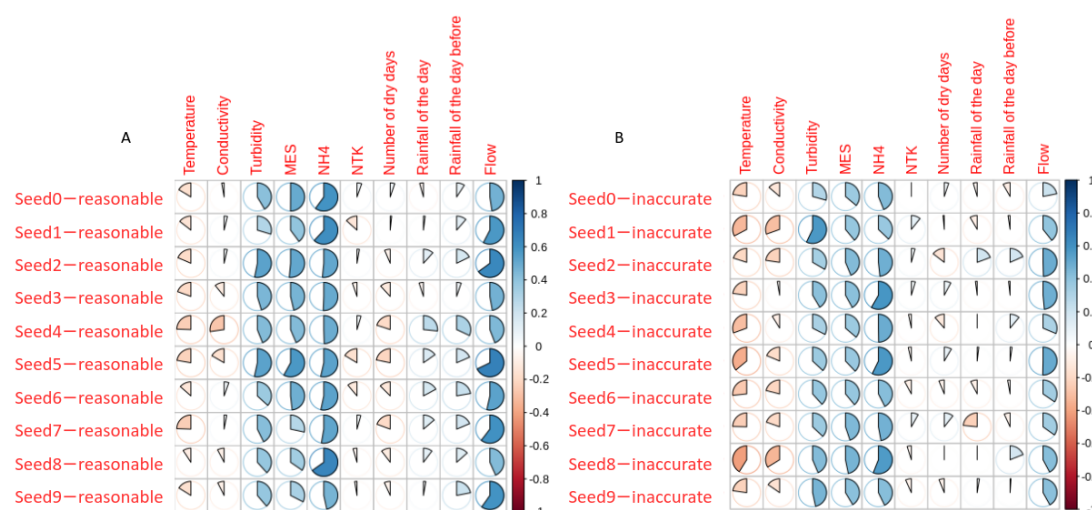 A
Temperature
Conductivity
Turbidity
MES
NH4
NTK
Number of dry days
Rainfall of the day
Rainfall of the day before
Flow
Seed0−reasonable
Seed1−reasonable
Seed2−reasonable
Seed3−reasonable
Seed4−reasonable
Seed5−reasonable
Seed6−reasonable
Seed7−reasonable
Seed8−reasonable
Seed9−reasonable
1
0.8
0.6
0.4
0.2
0
-0.2
-0.4
-0.6
-0.8
B
Temperature
Conductivity
Turbidity
MES
NH4
NTK
Number of dry days
Rainfall of the day
Rainfall of the day before
Flow
Seed0−inaccurate
Seed1−inaccurate
Seed2−inaccurate
Seed3−inaccurate
Seed4−inaccurate
Seed5−inaccurate
Seed6−inaccurate
Seed7−inaccurate
Seed8−inaccurate
Seed9−inaccurate
1
0